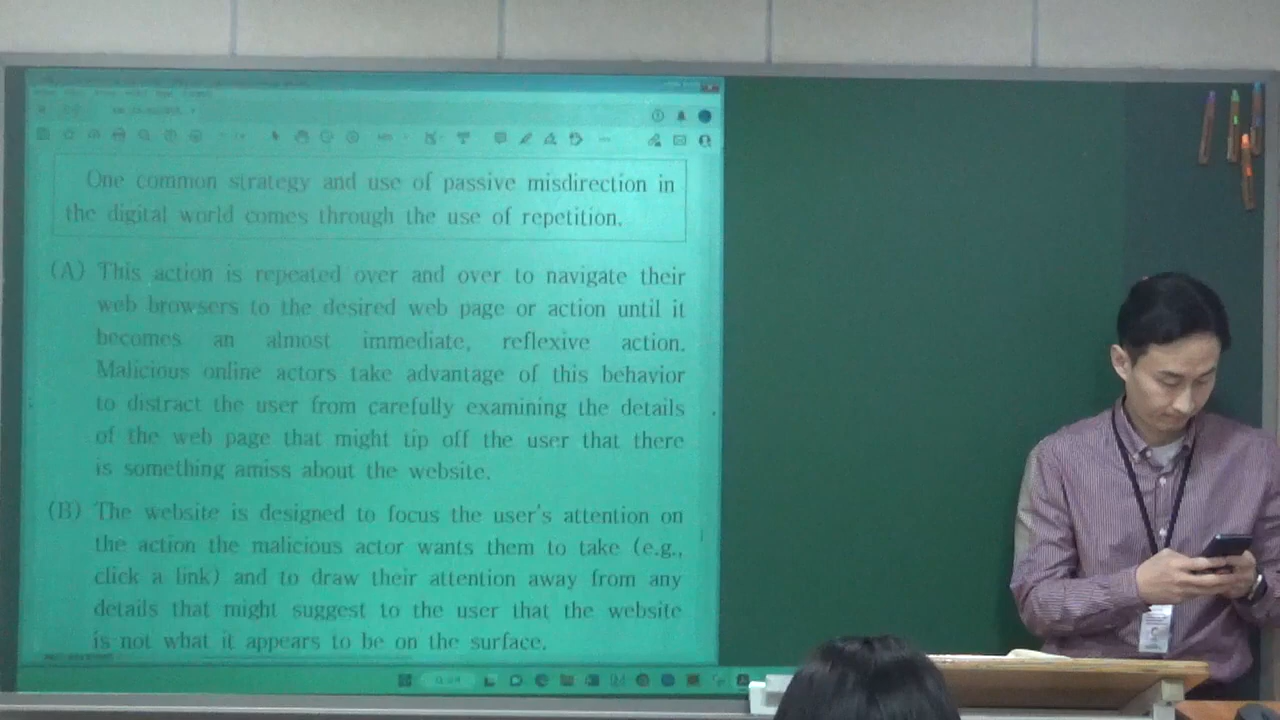 One common strategy and use of passive misdirection in
the digital world comes through the use of repetition.
(A) This action is repeated over and over to navigate their
web browsers to the desired web page or action until it
becomes an almost immediate, reflexive action.
Malicious online actors take advantage of this behavior
to distract the user from carefully examining the details
of the web page that might tip off the user that there
is something amiss about the website.
(B) The website is designed to focus the user's attention on
the action the malicious actor wants them to take (e.g.,
click a link) and to draw their attention away from any
details that might suggest to the user that the website
is not what it appears to be on the surface.